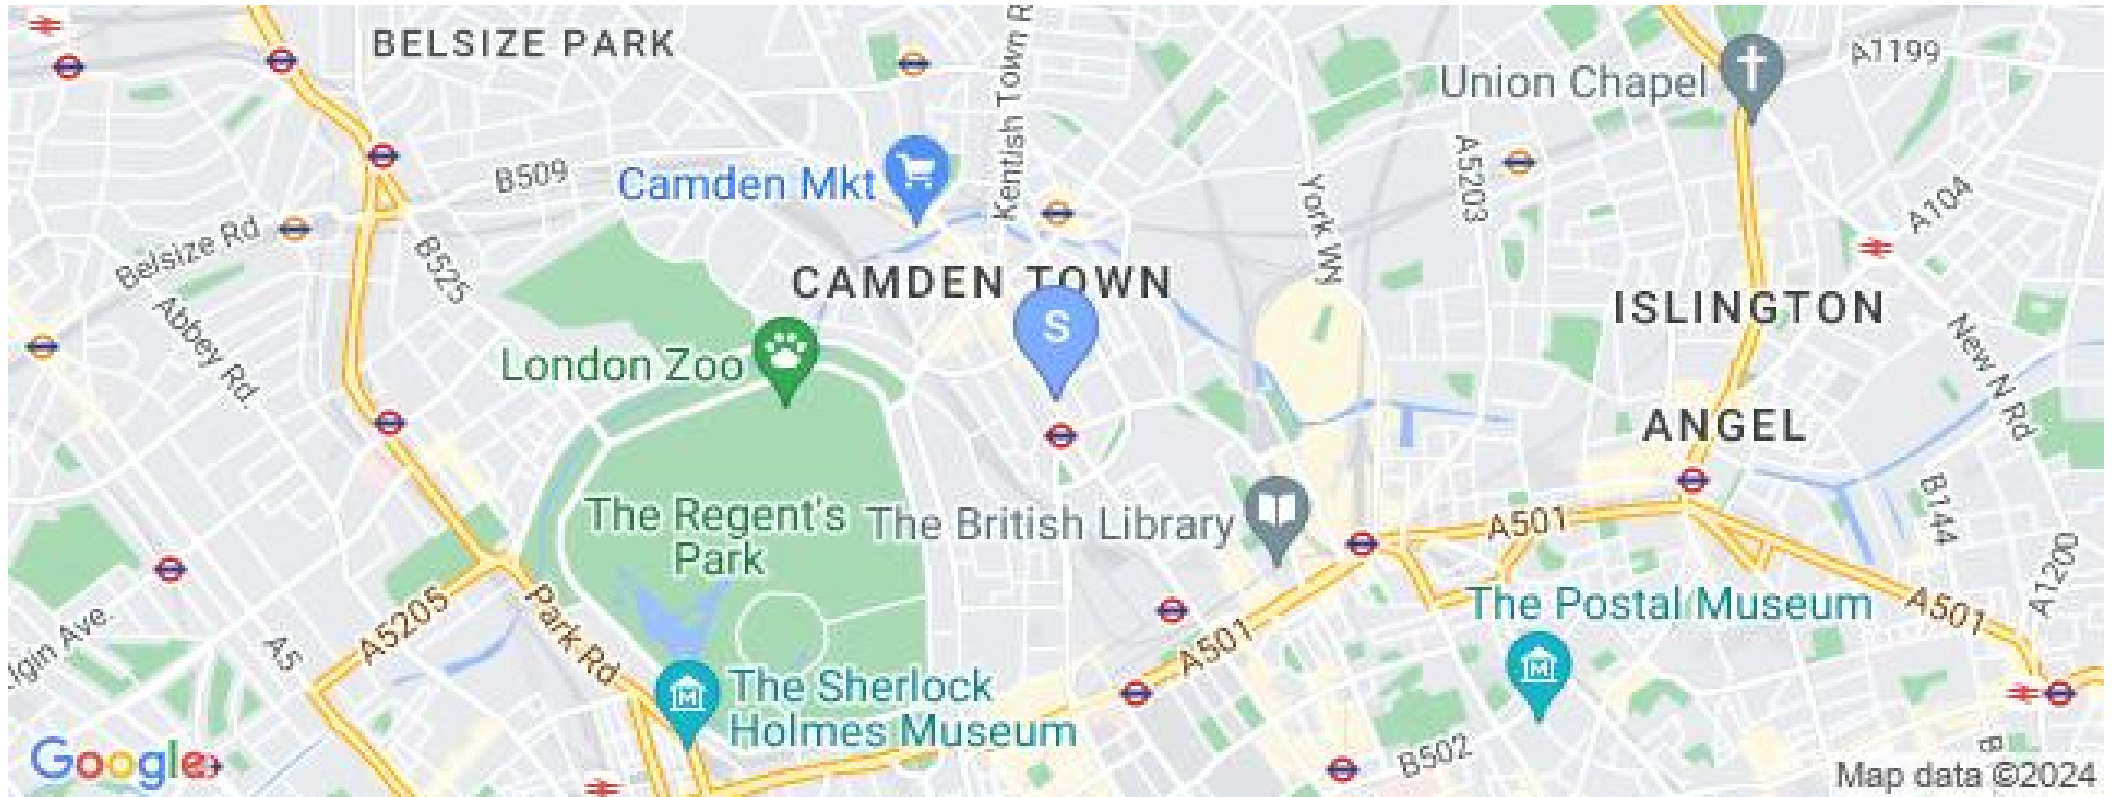 BELSIZE PARK
Kentish Town R
Union Chapel
A1199
B509
Camden Mkt
York Wy
A5203
A104
Belsize Rd
B525
CAMDEN TOWN
S
ISLINGTON
Abbey Rd.
London Zoo
New N Rd
ANGEL
The Regent's
Park
The British Library
A501
B144
A1200
lgin Ave.
A5
A5205
Park Rd
A501
The Postal Museum
A501
The Sherlock
Holmes Museum
M
M
B502
B
Google
Map data ©2024